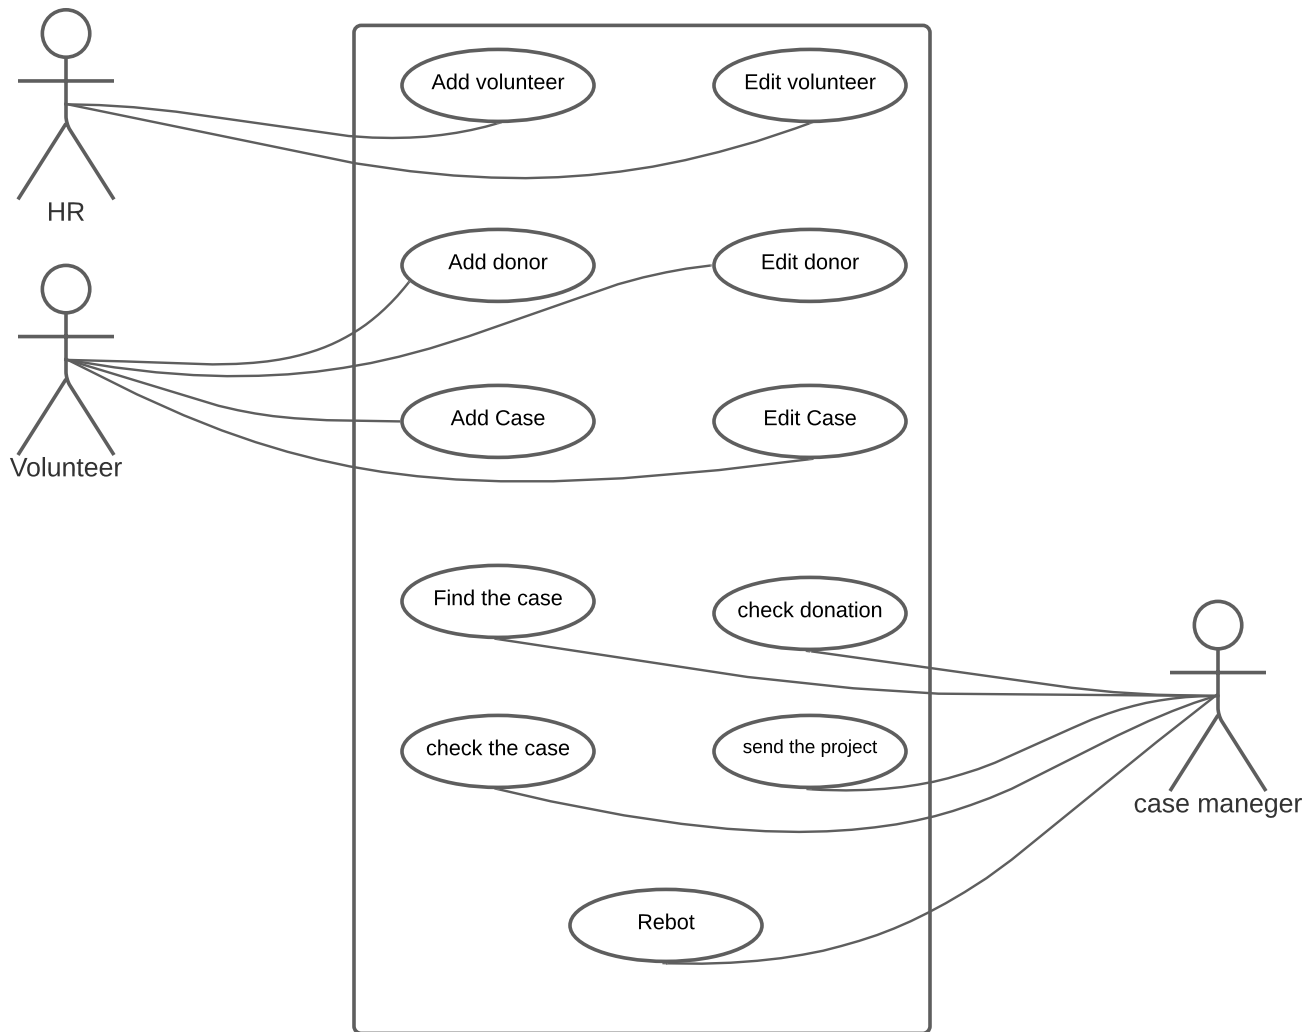 Add volunteer
Edit volunteer
HR
Add donor
Edit donor
Add Case
Edit Case
Volunteer
Find the case
check donation
check the case
send the project
case maneger
Rebot